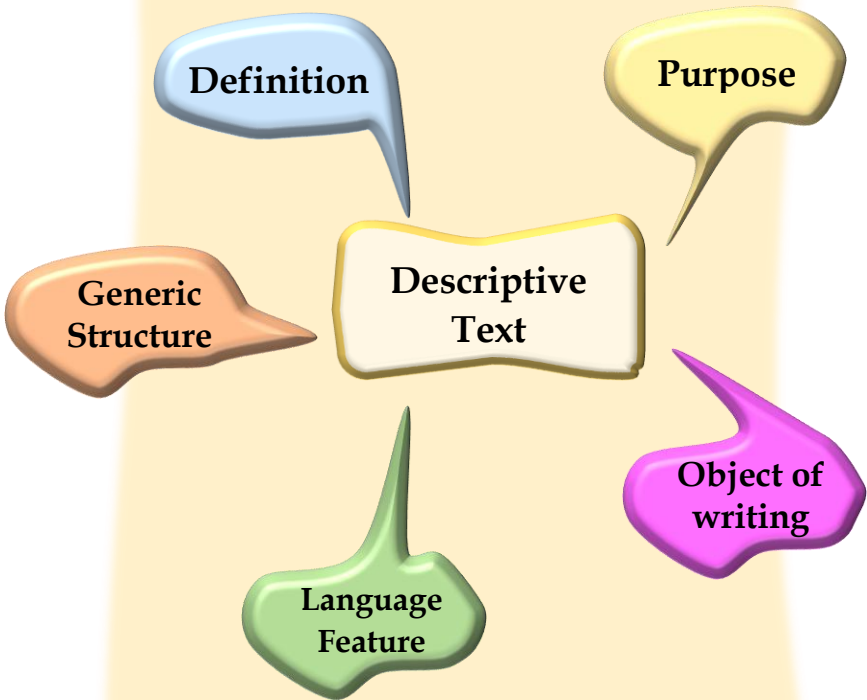 Definition
Purpose
Descriptive
Text
Generic
Structure
Object of
writing
Language
Feature